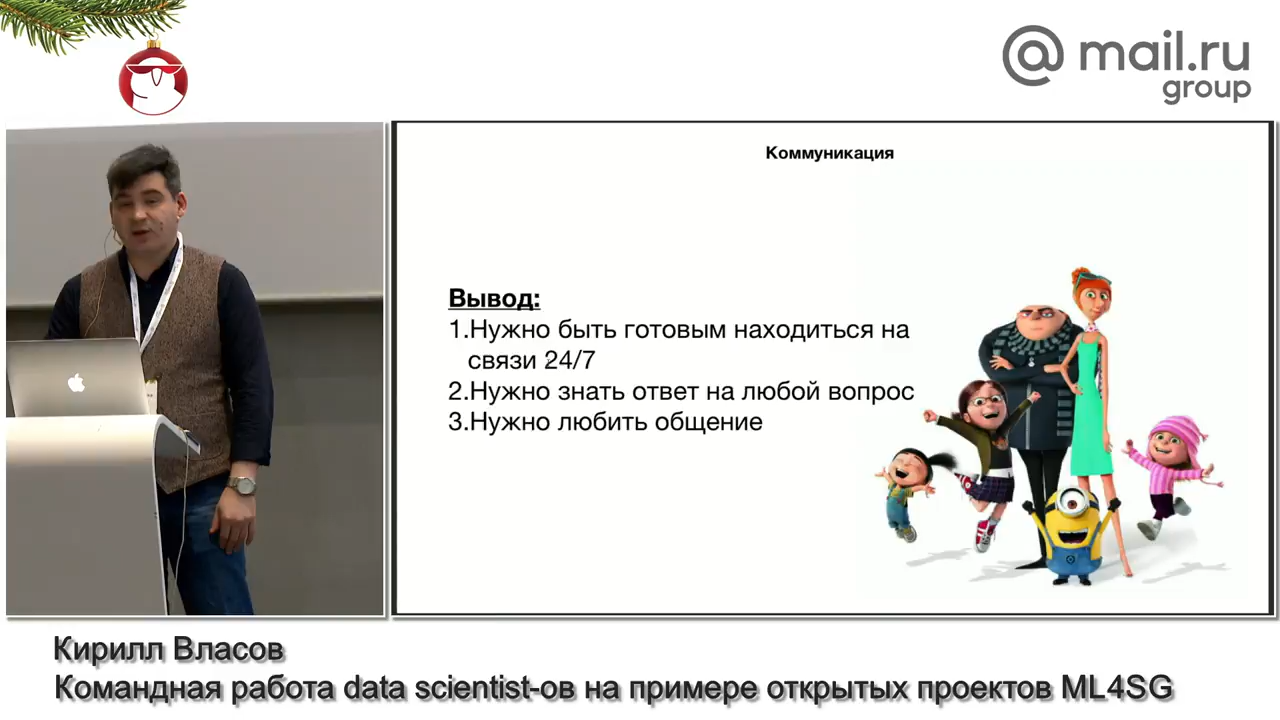 @ mail.ru
group
Коммуникация
Вывод:
1.Нужно быть готовым находиться на
связи 24/7
2.Нужно знать ответ на любой вопрос
3.Нужно любить общение
Кирилл Власов
Командная работа data scientist-ов на примере открытых проектов ML4SG